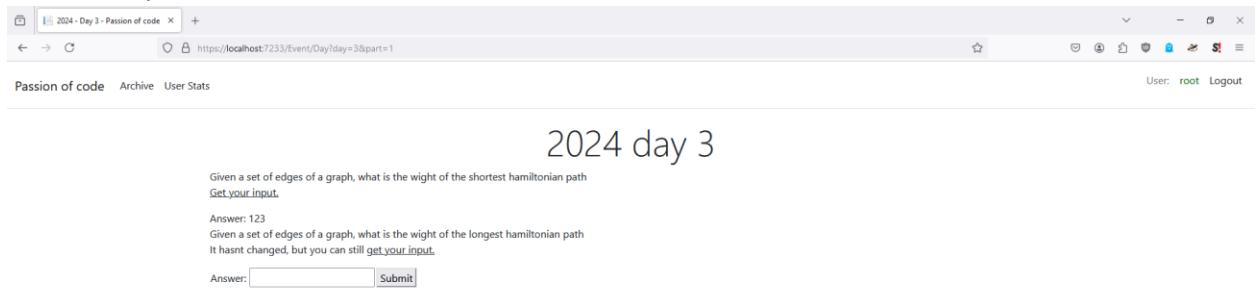 2024 - Day 3 - Passion of code
https://localhost:7233/Event/Day?day=3&part=1
Passion of code Archive User Stats User: root Logout
2024 day 3
Given a set of edges of a graph, what is the wight of the shortest hamiltonian path
Get your input.
Answer: 123
Given a set of edges of a graph, what is the wight of the longest hamiltonian path
It hasnt changed, but you can still get your input.
Answer: Submit